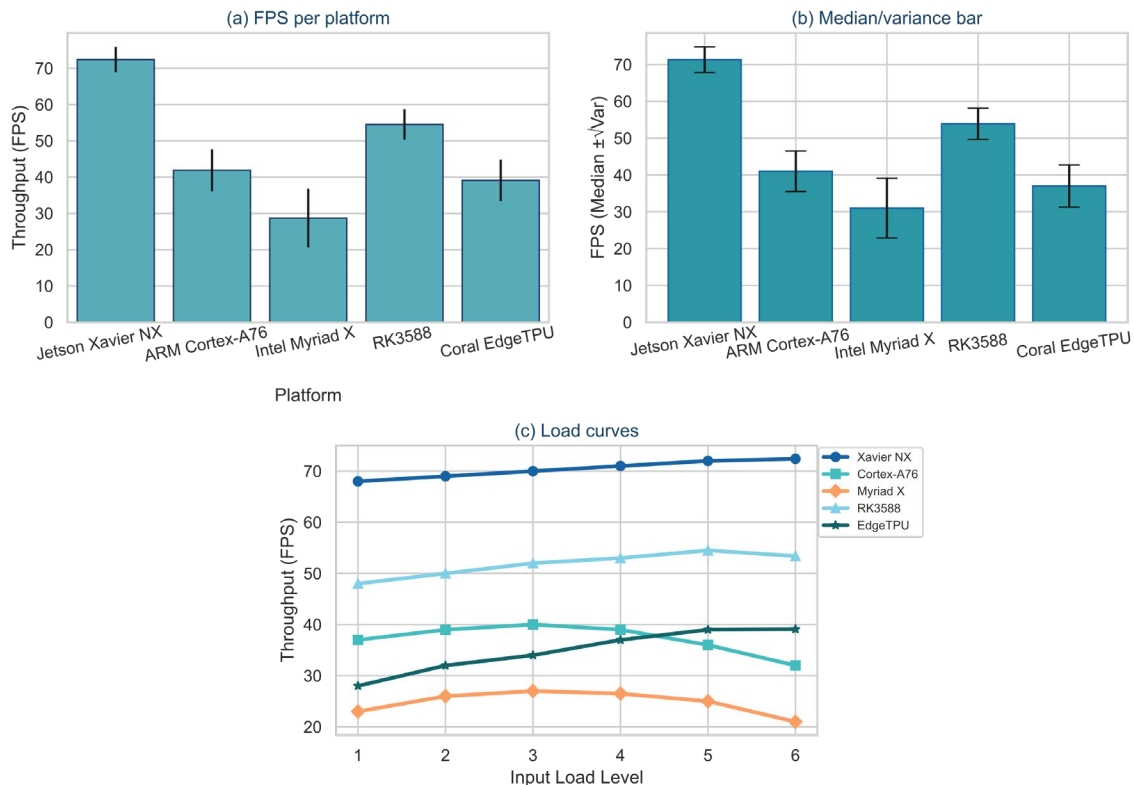 (a) FPS per platform
(b) Median/variance bar
Throughput (FPS)
70
60
50
40
30
20
10
0
Jetson Xavier NX
ARM Cortex-A76
Intel Myriad X
RK3588
Coral EdgeTPU
Platform
FPS (Median ±√Var)
70
60
50
40
30
20
10
0
Jetson Xavier NX
ARM Cortex-A76
Intel Myriad X
RK3588
Coral EdgeTPU
(c) Load curves
Throughput (FPS)
70
60
50
40
30
20
1 2 3 4 5 6
Input Load Level
Xavier NX
Cortex-A76
Myriad X
RK3588
EdgeTPU